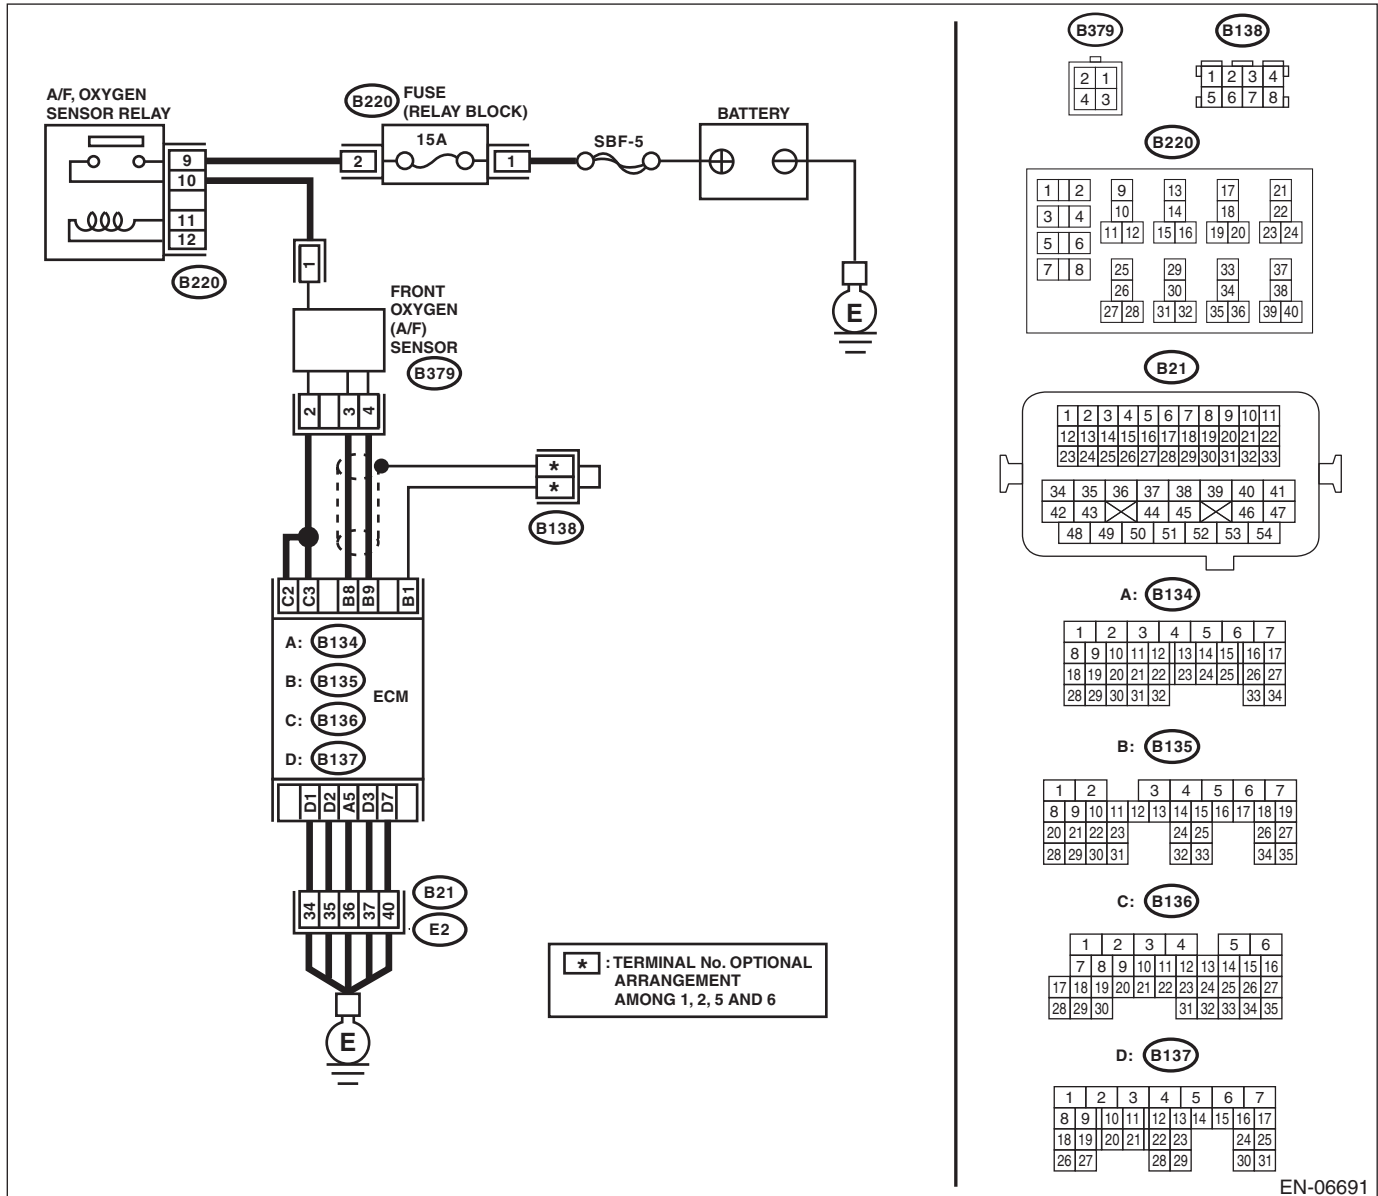 A/F, OXYGEN
SENSOR RELAY
9
10
11
12
B220
B220
FUSE
(RELAY BLOCK)
15A
2
1
SBF-5
BATTERY
E
1
FRONT
OXYGEN
(A/F)
SENSOR
B379
2
3
4
*
*
B138
C2
C3
B8
B9
B1
A: B134
B: B135
C: B136
D: B137
ECM
D1
D2
A5
D3
D7
34
35
36
37
40
B21
E2
E
* : TERMINAL No. OPTIONAL
ARRANGEMENT
AMONG 1, 2, 5 AND 6
B379
2 1
4 3
B138
1 2 3 4
5 6 7 8
B220
1 2 9 13 17 21
3 4 10 14 18 22
5 6 11 12 15 16 19 20 23 24
7 8 25 29 33 37
26 30 34 38
27 28 31 32 35 36 39 40
B21
1 2 3 4 5 6 7 8 9 10 11
12 13 14 15 16 17 18 19 20 21 22
23 24 25 26 27 28 29 30 31 32 33
34 35 36 37 38 39 40 41
42 43 44 45 46 47
48 49 50 51 52 53 54
A: B134
1 2 3 4 5 6 7
8 9 10 11 12 13 14 15 16 17
18 19 20 21 22 23 24 25 26 27
28 29 30 31 32 33 34
B: B135
1 2 3 4 5 6 7
8 9 10 11 12 13 14 15 16 17 18 19
20 21 22 23 24 25 26 27
28 29 30 31 32 33 34 35
C: B136
1 2 3 4 5 6
7 8 9 10 11 12 13 14 15 16
17 18 19 20 21 22 23 24 25 26 27
28 29 30 31 32 33 34 35
D: B137
1 2 3 4 5 6 7
8 9 10 11 12 13 14 15 16 17
18 19 20 21 22 23 24 25
26 27 28 29 30 31
EN-06691